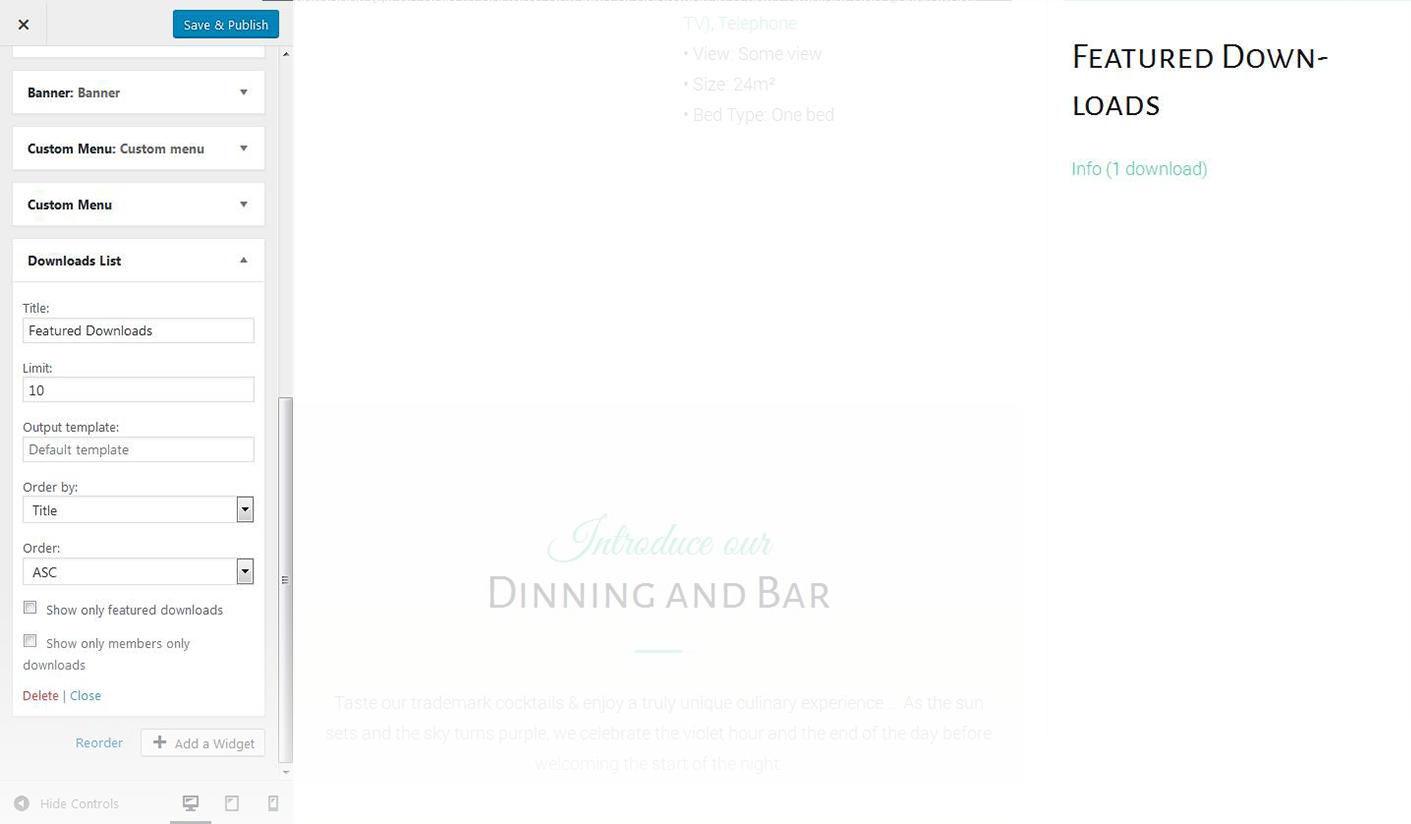 Save & Publish
Banner: Banner
Custom Menu: Custom menu
Custom Menu
Downloads List
Title:
Featured Downloads
Limit:
10
Output template:
Default template
Order by:
Title
Order:
ASC
Show only featured downloads
Show only members only
downloads
Delete | Close
Reorder
Add a Widget
Hide Controls
TV), Telephone
• View: Some view
• Size: 24m²
• Bed Type: One bed
Introduce our
Dinning and Bar
Taste our trademark cocktails & enjoy a truly unique culinary experience... As the sun
sets and the sky turns purple, we celebrate the violet hour and the end of the day before
welcoming the start of the night.
Featured Down-
loads
Info (1 download)